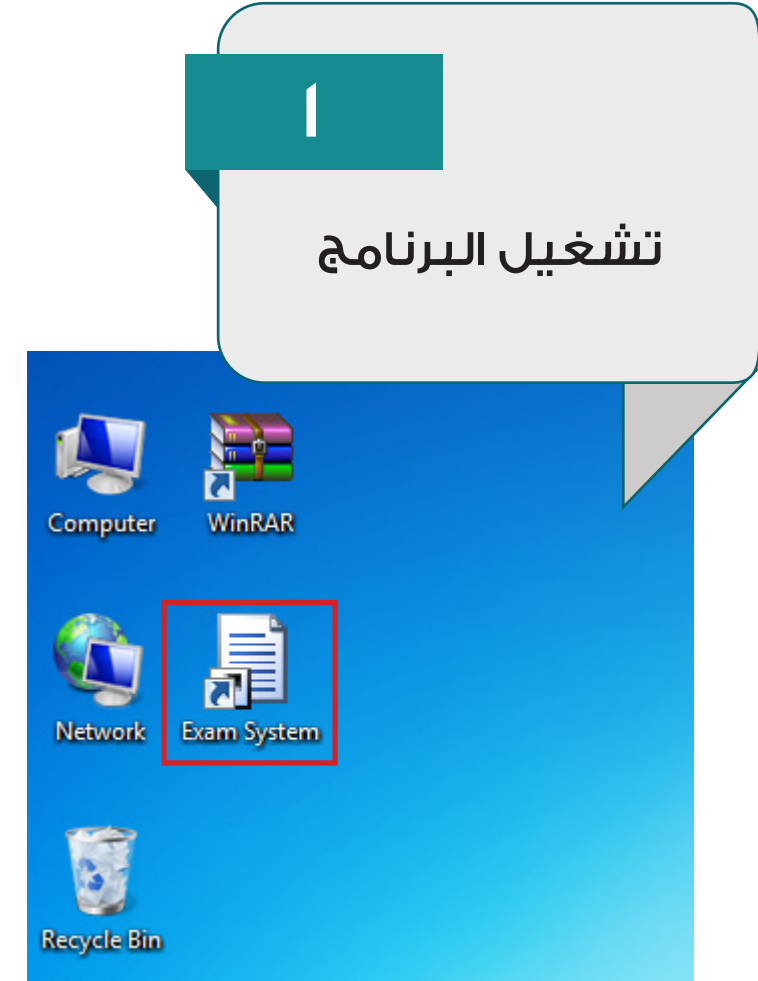 ١
تشغيل البرنامج
Computer
WinRAR
Network
Exam System
Recycle Bin